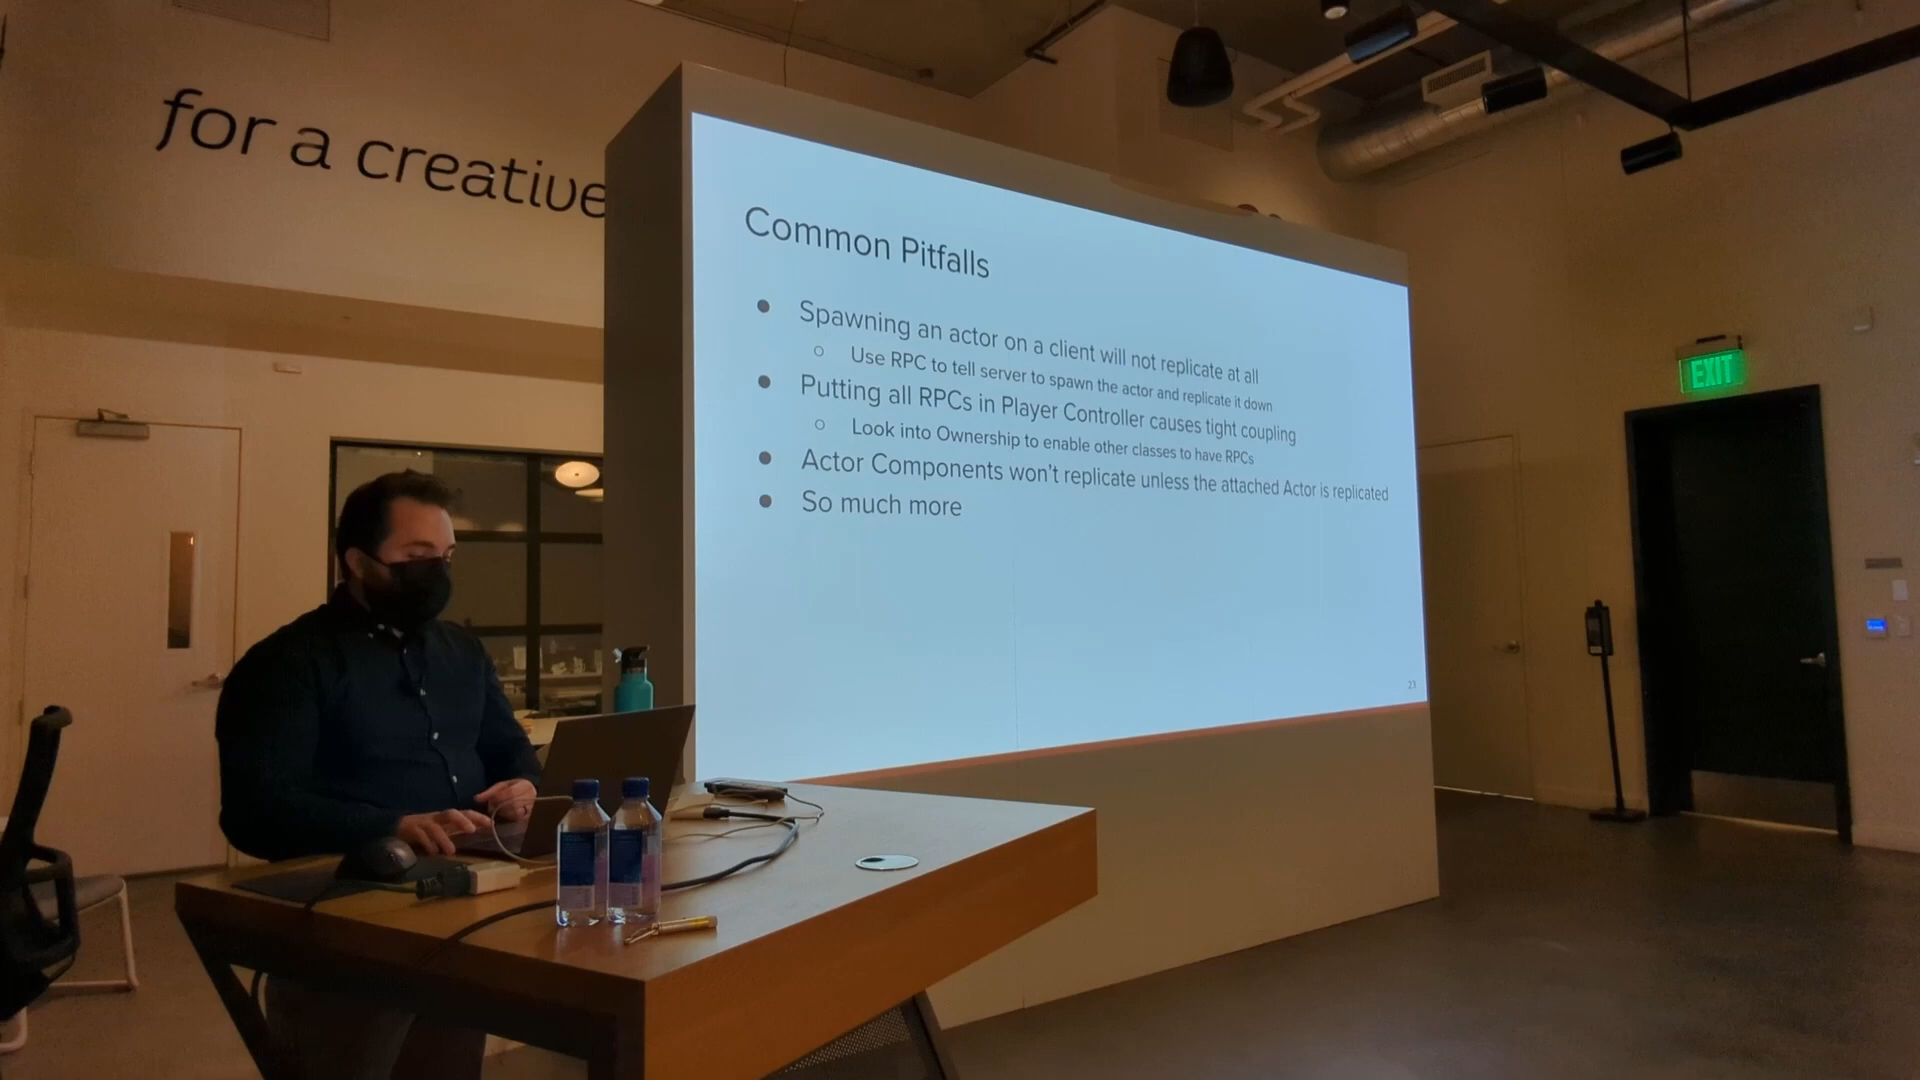 for a creative
Common Pitfalls
● Spawning an actor on a client will not replicate at all
○ Use RPC to tell server to spawn the actor and replicate it down
● Putting all RPCs in Player Controller causes tight coupling
○ Look into Ownership to enable other classes to have RPCs
● Actor Components won't replicate unless the attached Actor is replicated
● So much more
EXIT